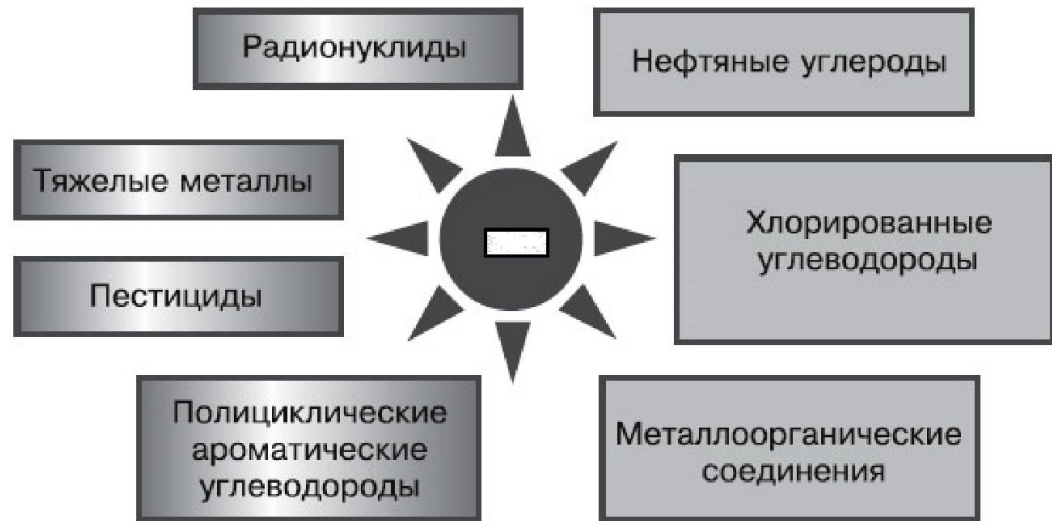 Радионуклиды
Нефтяные углероды
Тяжелые металлы
Хлорированные
углеводороды
Пестициды
Полициклические
ароматические
углеводороды
Металлоорганические
соединения